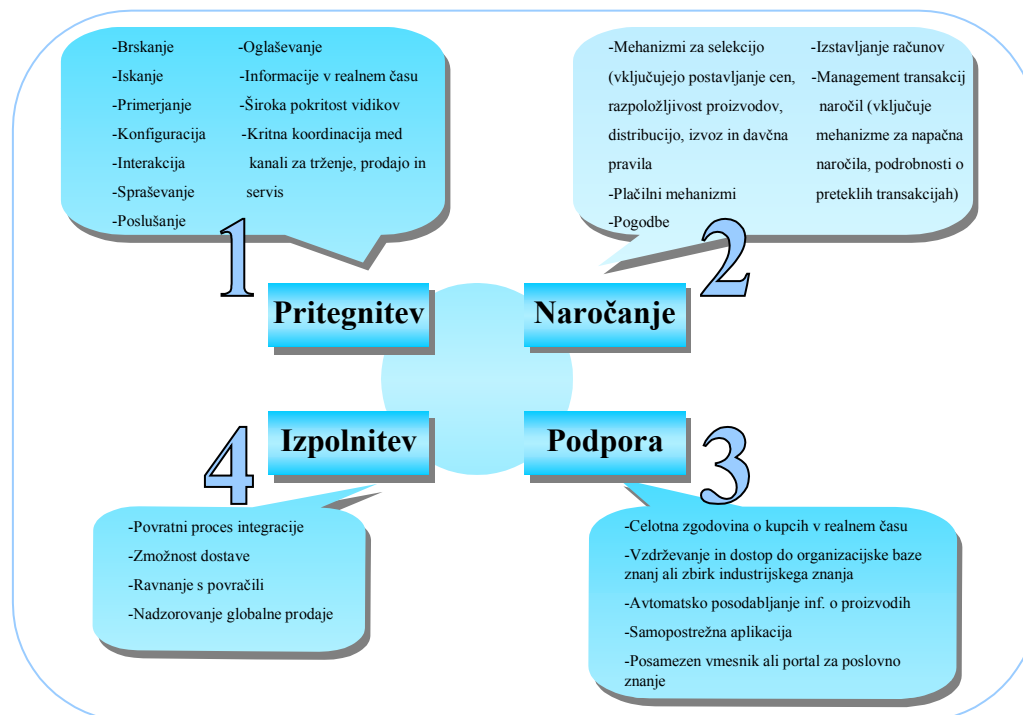 -Brskanje
-Iskanje
-Primerjanje
-Konfiguracija
-Interakcija
-Spraševanje
-Poslušanje
-Oglaševanje
-Informacije v realnem času
-Široka pokritost vidikov
-Kritna koordinacija med
kanali za trženje, prodajo in
servis
1
Pritegnitev
-Mehanizmi za selekcijo
(vključujejo postavljanje cen,
razpoložljivost proizvodov,
distribucijo, izvoz in davčna
pravila
-Plačilni mehanizmi
-Pogodbe
-Izstavljanje računov
-Management transakcij
naročil (vključuje
mehanizme za napačna
naročila, podrobnosti o
preteklih transakcijah)
2
Naročanje
4
Izpolnitev
-Povratni proces integracije
-Zmožnost dostave
-Ravnanje s povračili
-Nadzorovanje globalne prodaje
Podpora
3
-Celotna zgodovina o kupcih v realnem času
-Vzdrževanje in dostop do organizacijske baze
znanj ali zbirk industrijskega znanja
-Avtomatsko posodabljanje inf. o proizvodih
-Samopostrežna aplikacija
-Posamezen vmesnik ali portal za poslovno
znanje